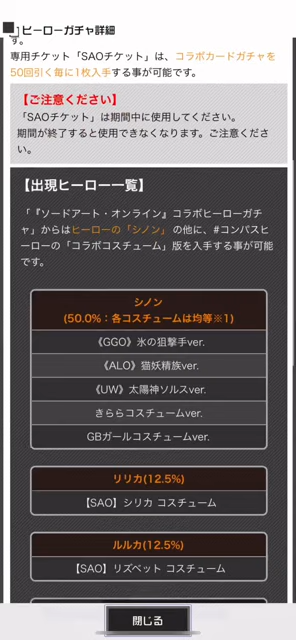 ヒーローガチャ詳細
す。
専用チケット「SAOチケット」は、コラボカードガチャを
50回引く毎に1枚入手する事が可能です。
【ご注意ください】
「SAOチケット」は期間中に使用してください。
期間が終了すると使用できなくなります。ご注意くださ
い。
【出現ヒーロー一覧】
「『ソードアート・オンライン』コラボヒーローガチ
ャ」からはヒーローの「シノン」 の他に、#コンパスヒ
ーローの「コラボコスチューム」版を入手する事が可能
です。
シノン
(50.0%：各コスチュームは均等※1)
《GGO》氷の狙撃手ver.
《ALO》猫妖精族ver.
《UW》太陽神ソルスver.
きららコスチュームver.
GBガールコスチュームver.
リリカ(12.5%)
【SAO】シリカ コスチューム
ルルカ(12.5%)
【SAO】リズベット コスチューム
閉じる